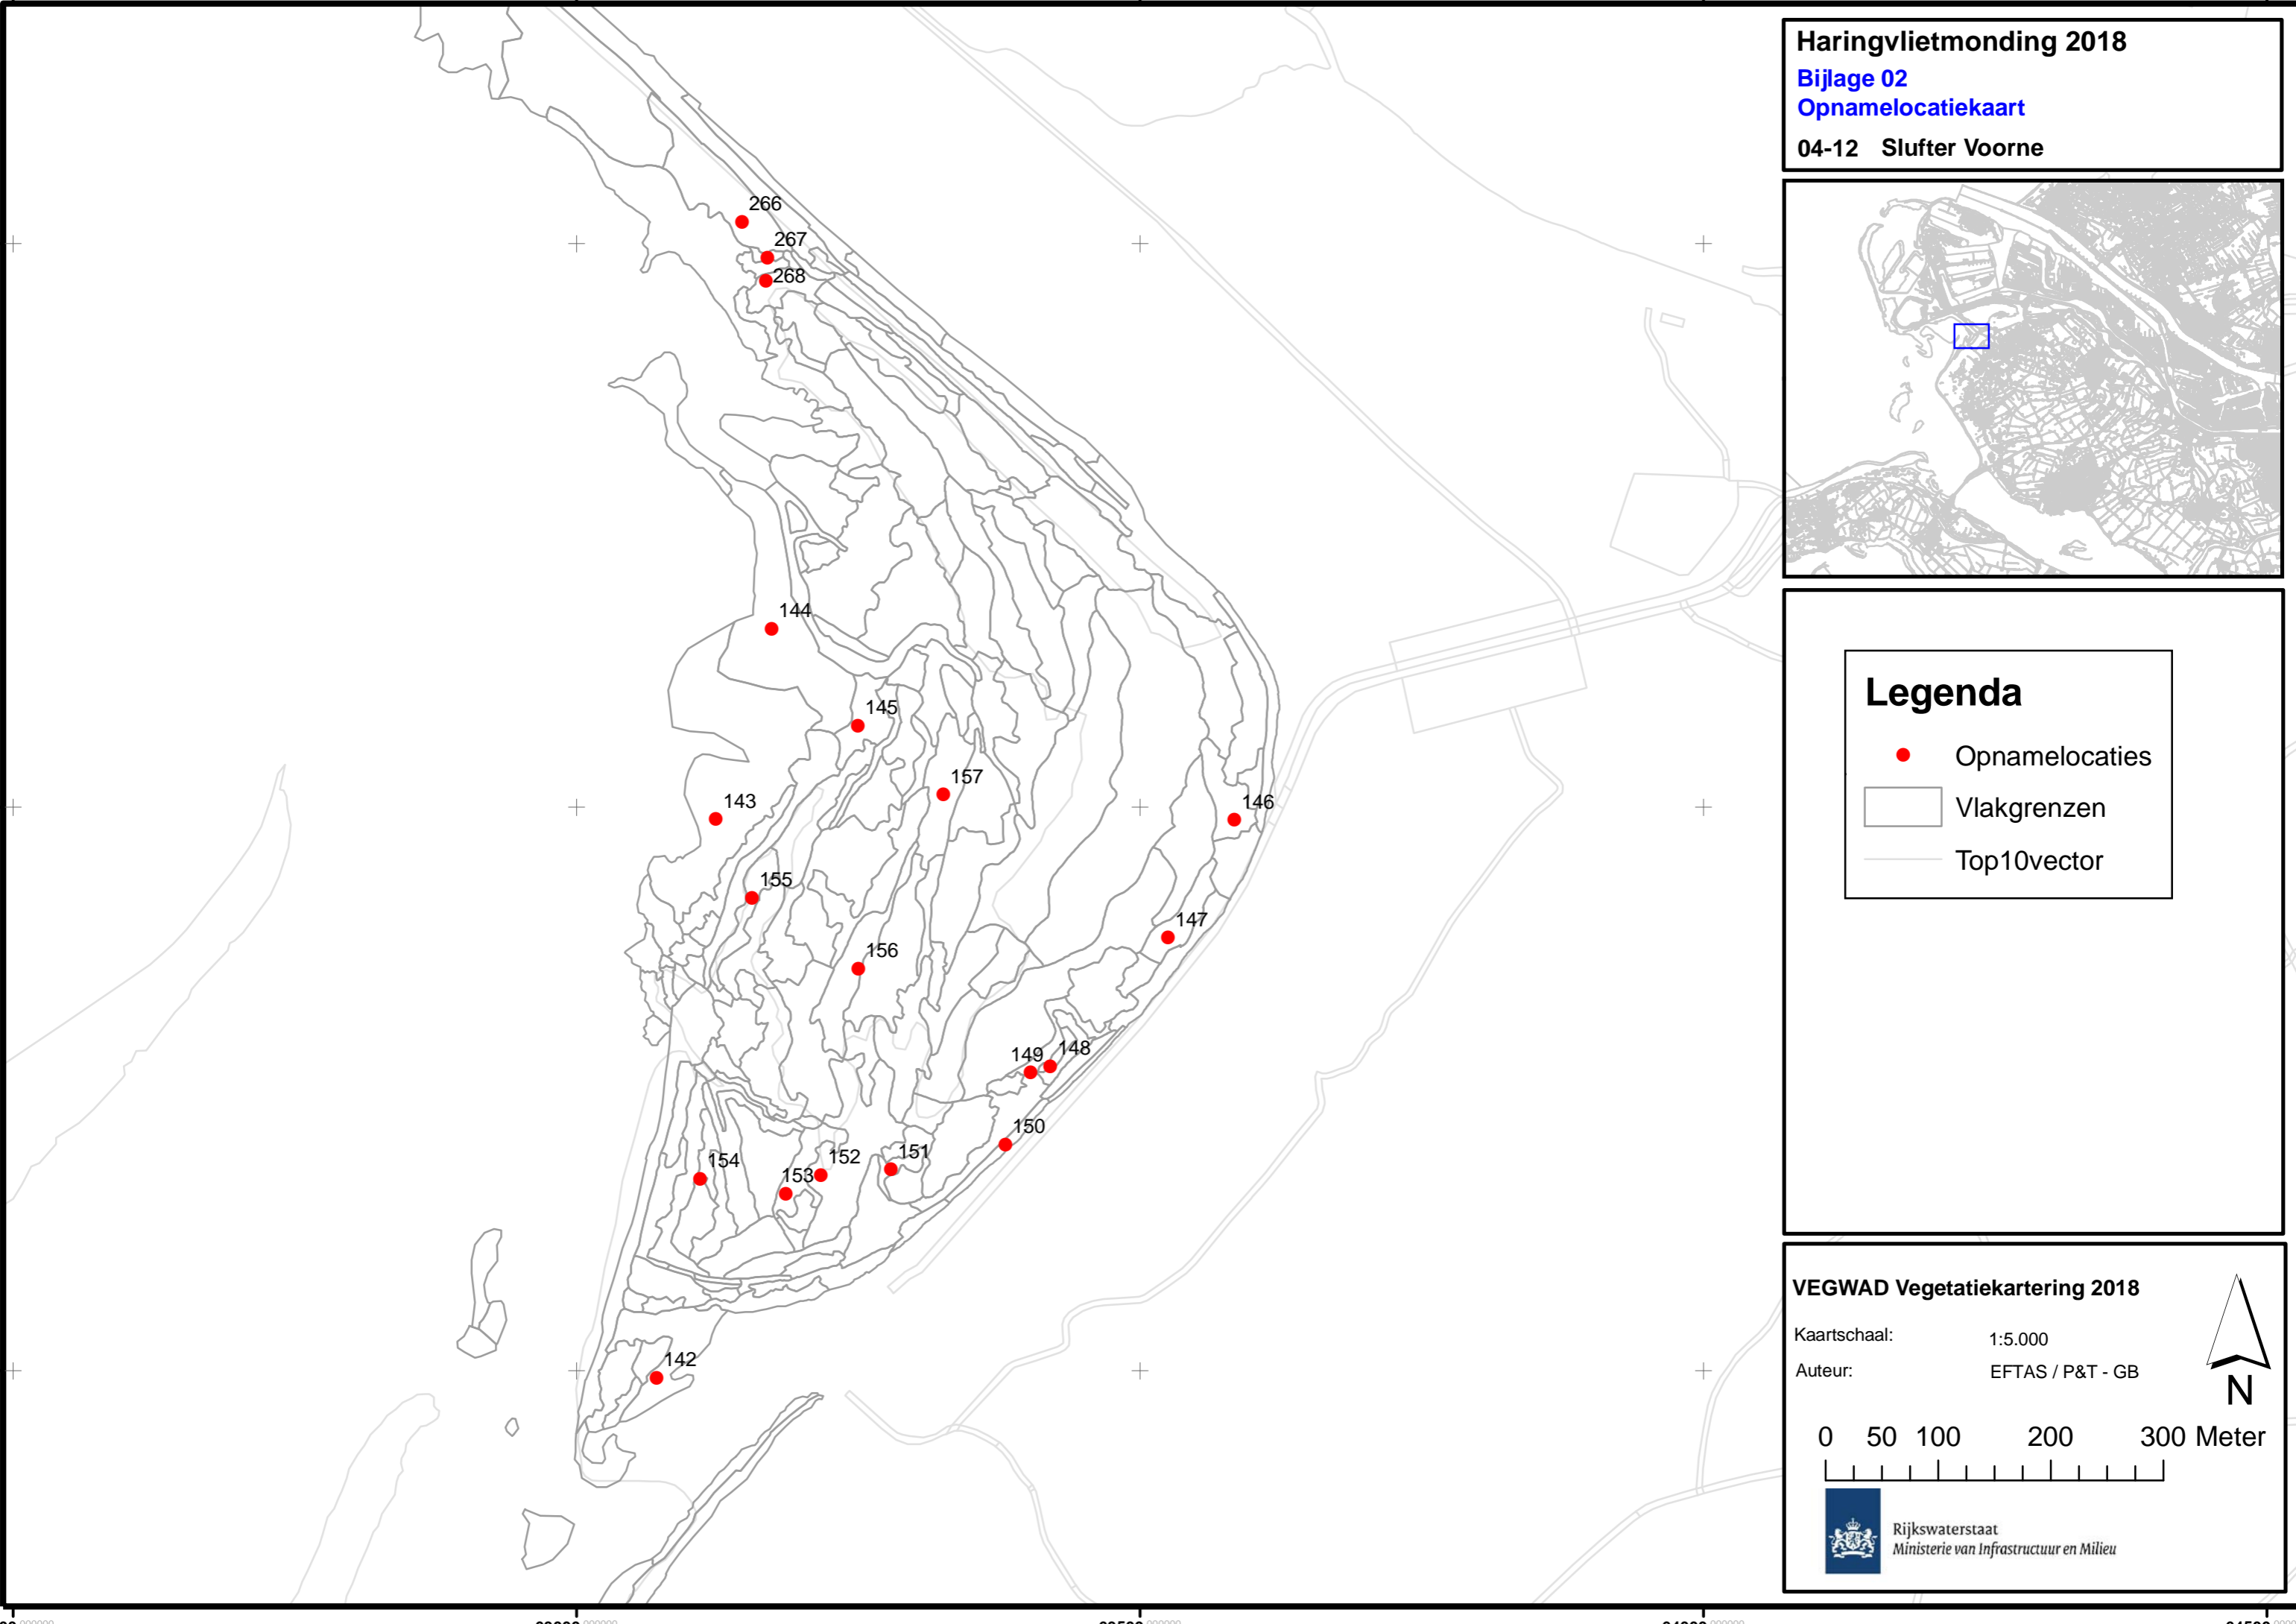 Haringvlietmonding 2018
Bijlage 02
Opnamelocatiekaart
04-12 Slufter Voorne
266
267
268
144
145
157
143
146
155
147
156
149
148
150
151
152
154
153
142
Legenda
Opnamelocaties
Vlakgrenzen
Top10vector
VEGWAD Vegetatiekartering 2018
Kaartschaal: 1:5.000
Auteur: EFTAS / P&T - GB
N
0 50 100 200 300 Meter
Rijkswaterstaat
Ministerie van Infrastructuur en Milieu